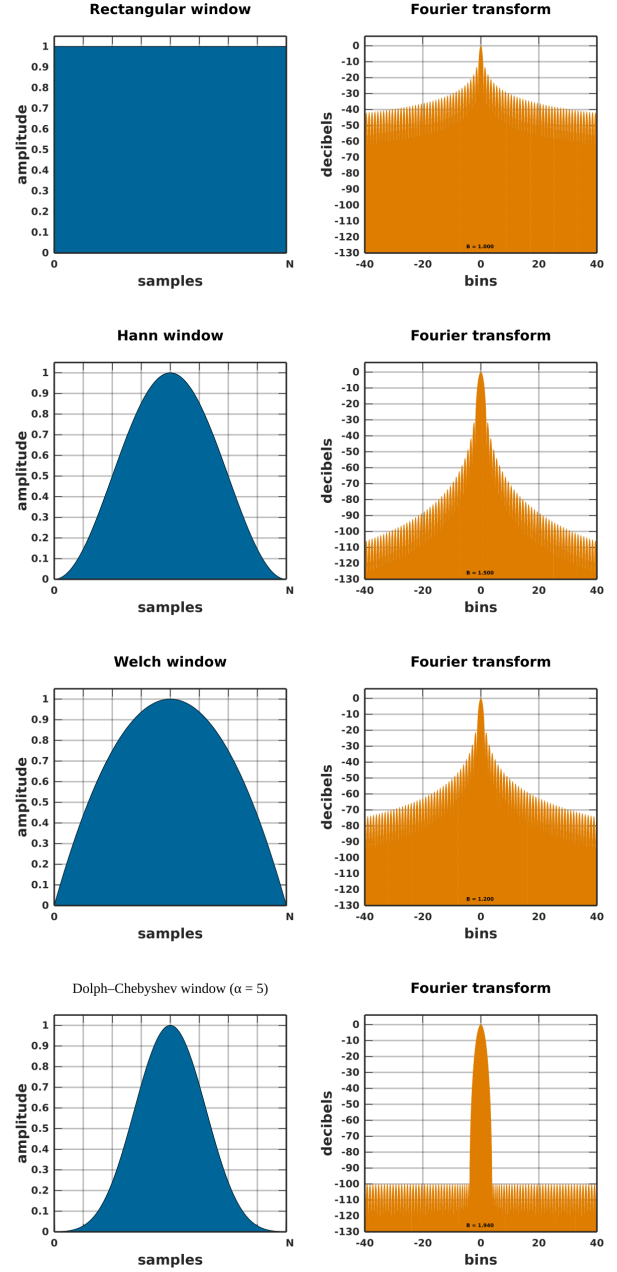 Rectangular window
Fourier transform
1
0.9
0.8
0.7
0.6
0.5
0.4
0.3
0.2
0.1
0
amplitude
0 N
samples
0
-10
-20
-30
-40
-50
-60
-70
-80
-90
-100
-110
-120
-130
decibels
B = 1.000
-40 -20 0 20 40
bins
Hann window
Fourier transform
1
0.9
0.8
0.7
0.6
0.5
0.4
0.3
0.2
0.1
0
amplitude
0 N
samples
0
-10
-20
-30
-40
-50
-60
-70
-80
-90
-100
-110
-120
-130
decibels
B = 1.500
-40 -20 0 20 40
bins
Welch window
Fourier transform
1
0.9
0.8
0.7
0.6
0.5
0.4
0.3
0.2
0.1
0
amplitude
0 N
samples
0
-10
-20
-30
-40
-50
-60
-70
-80
-90
-100
-110
-120
-130
decibels
B = 1.200
-40 -20 0 20 40
bins
Dolph–Chebyshev window (α = 5)
Fourier transform
1
0.9
0.8
0.7
0.6
0.5
0.4
0.3
0.2
0.1
0
amplitude
0 N
samples
0
-10
-20
-30
-40
-50
-60
-70
-80
-90
-100
-110
-120
-130
decibels
B = 1.940
-40 -20 0 20 40
bins